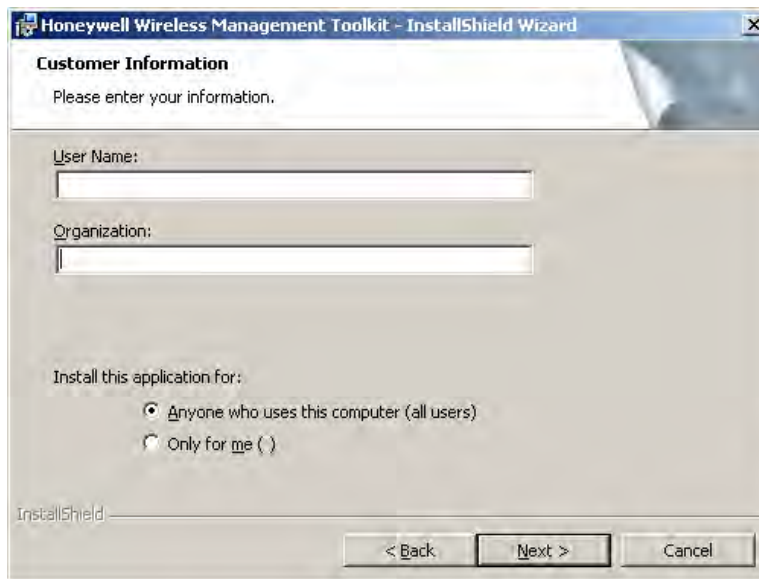 Honeywell Wireless Management Toolkit - InstallShield Wizard
Customer Information
Please enter your information.
User Name:
Organization:
Install this application for:
Anyone who uses this computer (all users)
Only for me ( )
InstallShield
< Back
Next >
Cancel